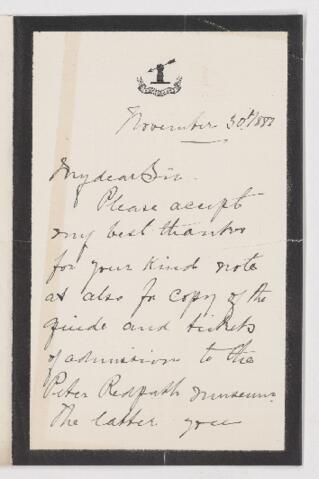 November 30th 188
My dear Sir.
Please accept
my best thanks
for your kind note
as also for copy of the
guide and tickets
of admission to the
Peter Redpath Museum.
The latter you